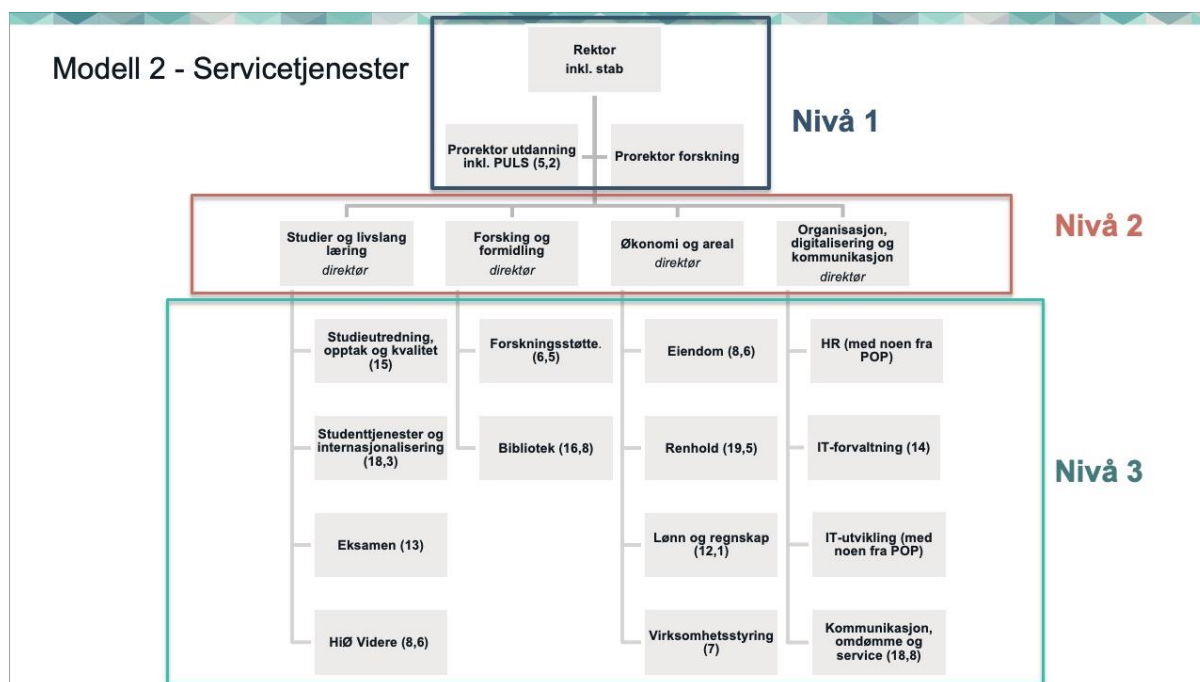 Modell 2 - Servicetjenester
Rektor
inkl. stab
Nivå 1
Prorektor utdanning
inkl. PULS (5,2)
Prorektor forskning
Nivå 2
Studier og livslang
læring
direktør
Forsking og
formidling
direktør
Økonomi og areal
direktør
Organisasjon,
digitalisering og
kommunikasjon
direktør
Nivå 3
Studieutredning,
opptak og kvalitet
(15)
Forskningsstøtte.
(6,5)
Eiendom (8,6)
HR (med noen fra
POP)
Studenttjenester og
internasjonalisering
(18,3)
Bibliotek (16,8)
Renhold (19,5)
IT-forvaltning (14)
Eksamen (13)
Lønn og regnskap
(12,1)
IT-utvikling (med
noen fra POP)
HiØ Videre (8,6)
Virksomhetsstyring
(7)
Kommunikasjon,
omdømme og
service (18,8)